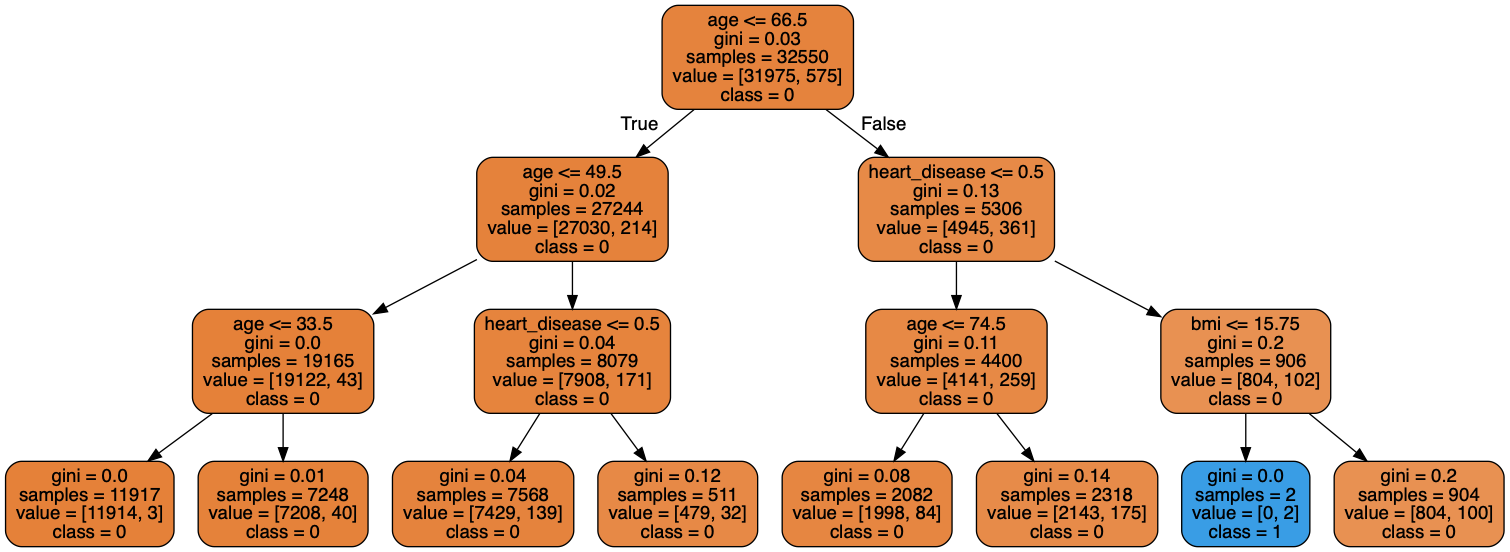 age <= 66.5
gini = 0.03
samples = 32550
value = [31975, 575]
class = 0
True
False
age <= 49.5
gini = 0.02
samples = 27244
value = [27030, 214]
class = 0
heart_disease <= 0.5
gini = 0.13
samples = 5306
value = [4945, 361]
class = 0
age <= 33.5
gini = 0.0
samples = 19165
value = [19122, 43]
class = 0
heart_disease <= 0.5
gini = 0.04
samples = 8079
value = [7908, 171]
class = 0
age <= 74.5
gini = 0.11
samples = 4400
value = [4141, 259]
class = 0
bmi <= 15.75
gini = 0.2
samples = 906
value = [804, 102]
class = 0
gini = 0.0
samples = 11917
value = [11914, 3]
class = 0
gini = 0.01
samples = 7248
value = [7208, 40]
class = 0
gini = 0.04
samples = 7568
value = [7429, 139]
class = 0
gini = 0.12
samples = 511
value = [479, 32]
class = 0
gini = 0.08
samples = 2082
value = [1998, 84]
class = 0
gini = 0.14
samples = 2318
value = [2143, 175]
class = 0
gini = 0.0
samples = 2
value = [0, 2]
class = 1
gini = 0.2
samples = 904
value = [804, 100]
class = 0